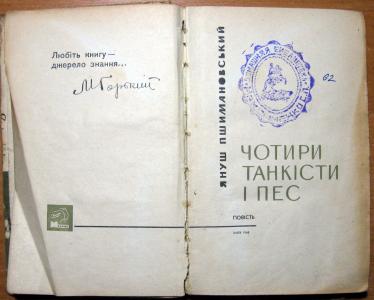 Любіть книгу —
джерело знання...
М Горький
ЯНУШ ПШИМАНОВСЬКИЙ
62
ЧОТИРИ
ТАНКІСТИ
І ПЕС
ПОВІСТЬ